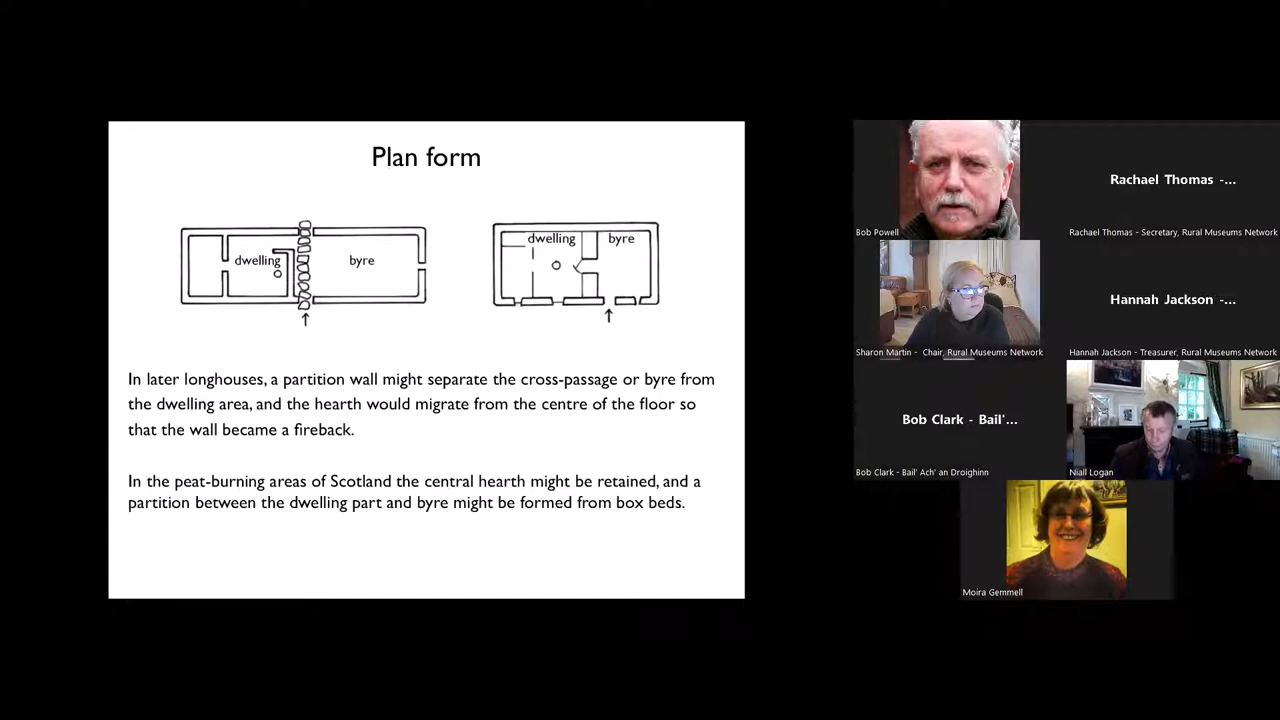 Plan form
dwelling
byre
dwelling
byre
In later longhouses, a partition wall might separate the cross-passage or byre from
the dwelling area, and the hearth would migrate from the centre of the floor so
that the wall became a fireback.
In the peat-burning areas of Scotland the central hearth might be retained, and a
partition between the dwelling part and byre might be formed from box beds.
Bob Powell
Rachael Thomas -...
Rachael Thomas - Secretary, Rural Museums Network
Sharon Martin - Chair, Rural Museums Network
Hannah Jackson -...
Hannah Jackson - Treasurer, Rural Museums Network
Bob Clark - Bail'...
Bob Clark - Bail' Ach' an Droighinn
Niall Logan
Moira Gemmell